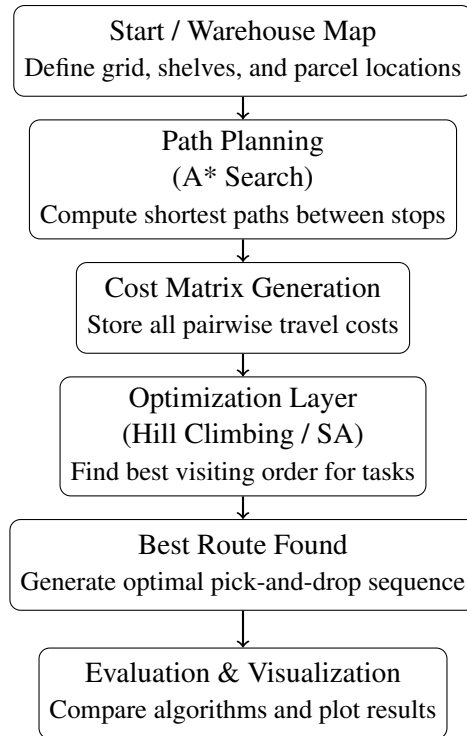 Start / Warehouse Map
Define grid, shelves, and parcel locations
Path Planning
(A* Search)
Compute shortest paths between stops
Cost Matrix Generation
Store all pairwise travel costs
Optimization Layer
(Hill Climbing / SA)
Find best visiting order for tasks
Best Route Found
Generate optimal pick-and-drop sequence
Evaluation & Visualization
Compare algorithms and plot results